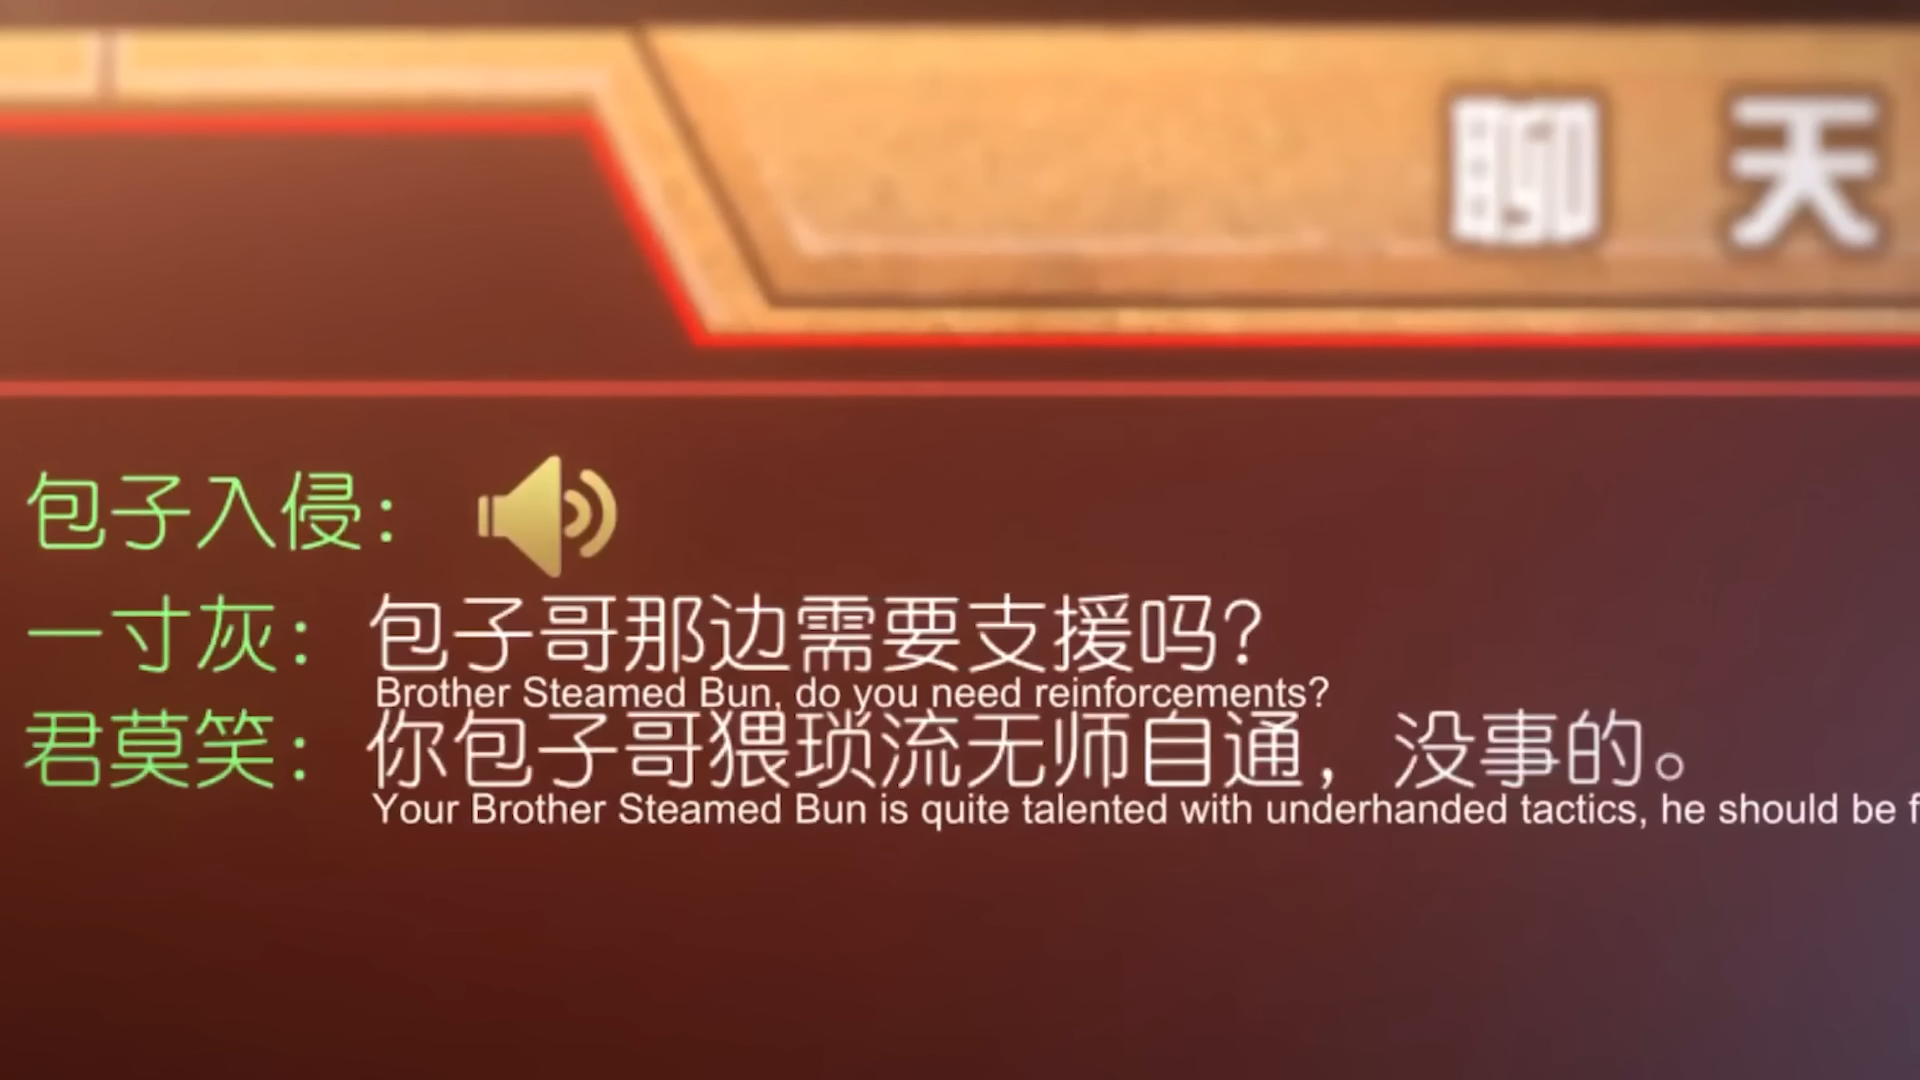 聊天
包子入侵：
一寸灰： 包子哥那边需要支援吗？
Brother Steamed Bun, do you need reinforcements?
君莫笑： 你包子哥猥琐流无师自通，没事的。
Your Brother Steamed Bun is quite talented with underhanded tactics, he should be f